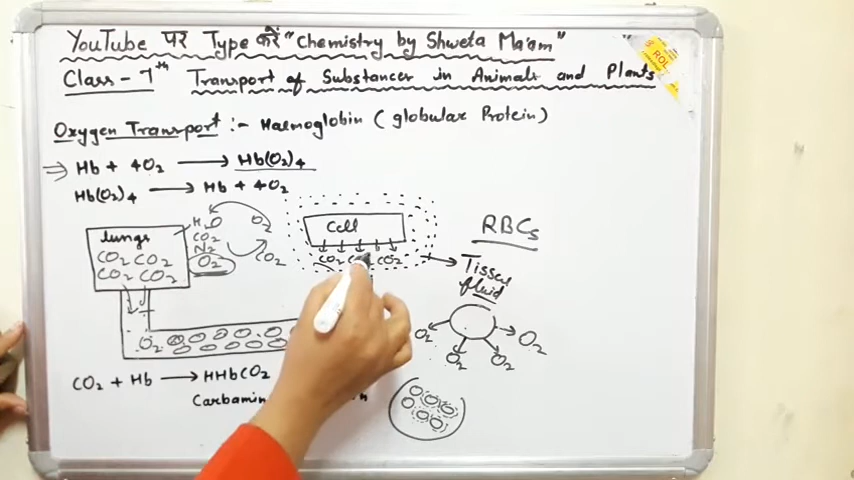 YouTube पर Type करें "Chemistry by Shweta Ma'am"
Class-7th Transport of Substances in Animals and Plants
ROL
Oxygen Transport :- Haemoglobin (globular Protein)
⇒ Hb + 4O₂ ⟶ Hb(O₂)₄
Hb(O₂)₄ ⟶ Hb + 4O₂
lungs
CO₂ CO₂
CO₂ CO₂
H₂O
CO₂
N₂
O₂
O₂
CO₂
Cell
CO₂ CO₂
RBCs
Tissue
fluid
O₂
O₂ O₂ O₂ O₂
CO₂ + Hb ⟶ HHbCO₂